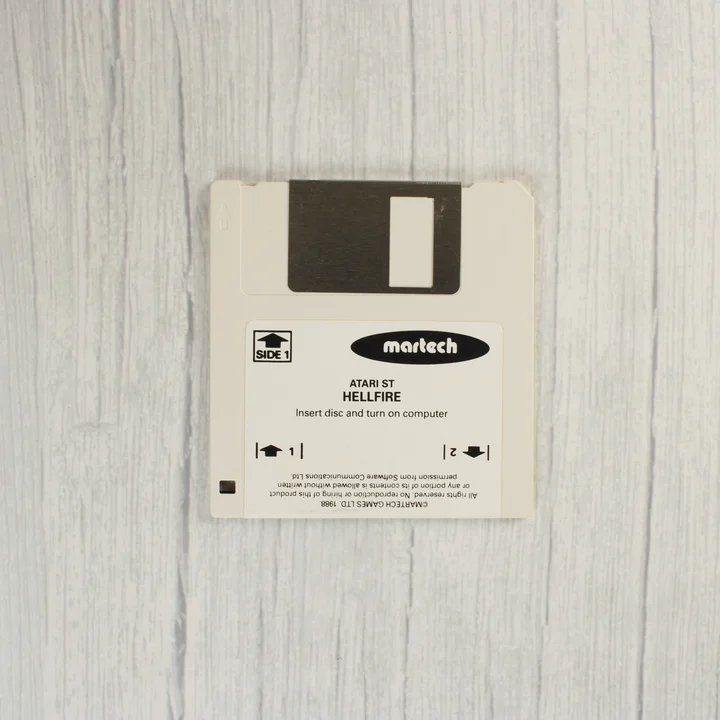 SIDE 1
martech
ATARI ST
HELLFIRE
Insert disc and turn on computer
1
2
©MARTECH GAMES LTD. 1988.
All rights reserved. No reproduction or hiring of this product
or any portion of its contents is allowed without written
permission from Software Communications Ltd.